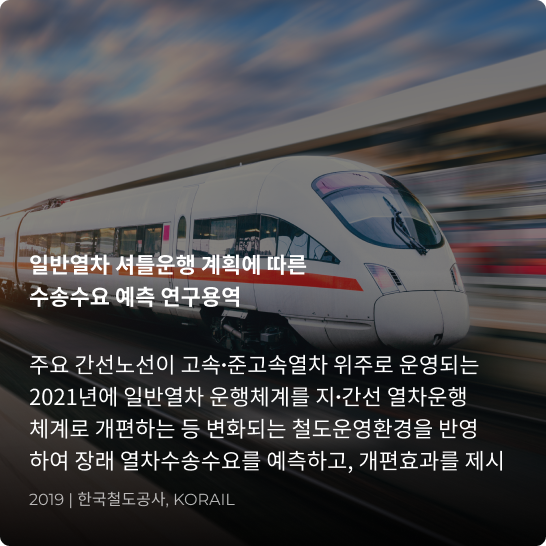 일반열차 셔틀운행 계획에 따른
수송수요 예측 연구용역
주요 간선노선이 고속·준고속열차 위주로 운영되는
2021년에 일반열차 운행체계를 지·간선 열차운행
체계로 개편하는 등 변화되는 철도운영환경을 반영
하여 장래 열차수송수요를 예측하고, 개편효과를 제시
2019 | 한국철도공사, KORAIL